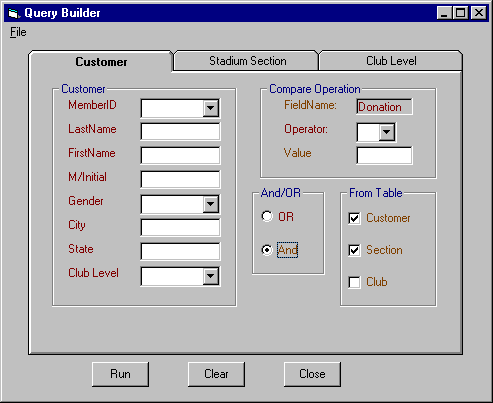 Query Builder
File
Customer
Stadium Section
Club Level
Customer
MemberID
LastName
FirstName
M/Initial
Gender
City
State
Club Level
Compare Operation
FieldName:
Donation
Operator:
Value
And/OR
OR
And
From Table
Customer
Section
Club
Run
Clear
Close